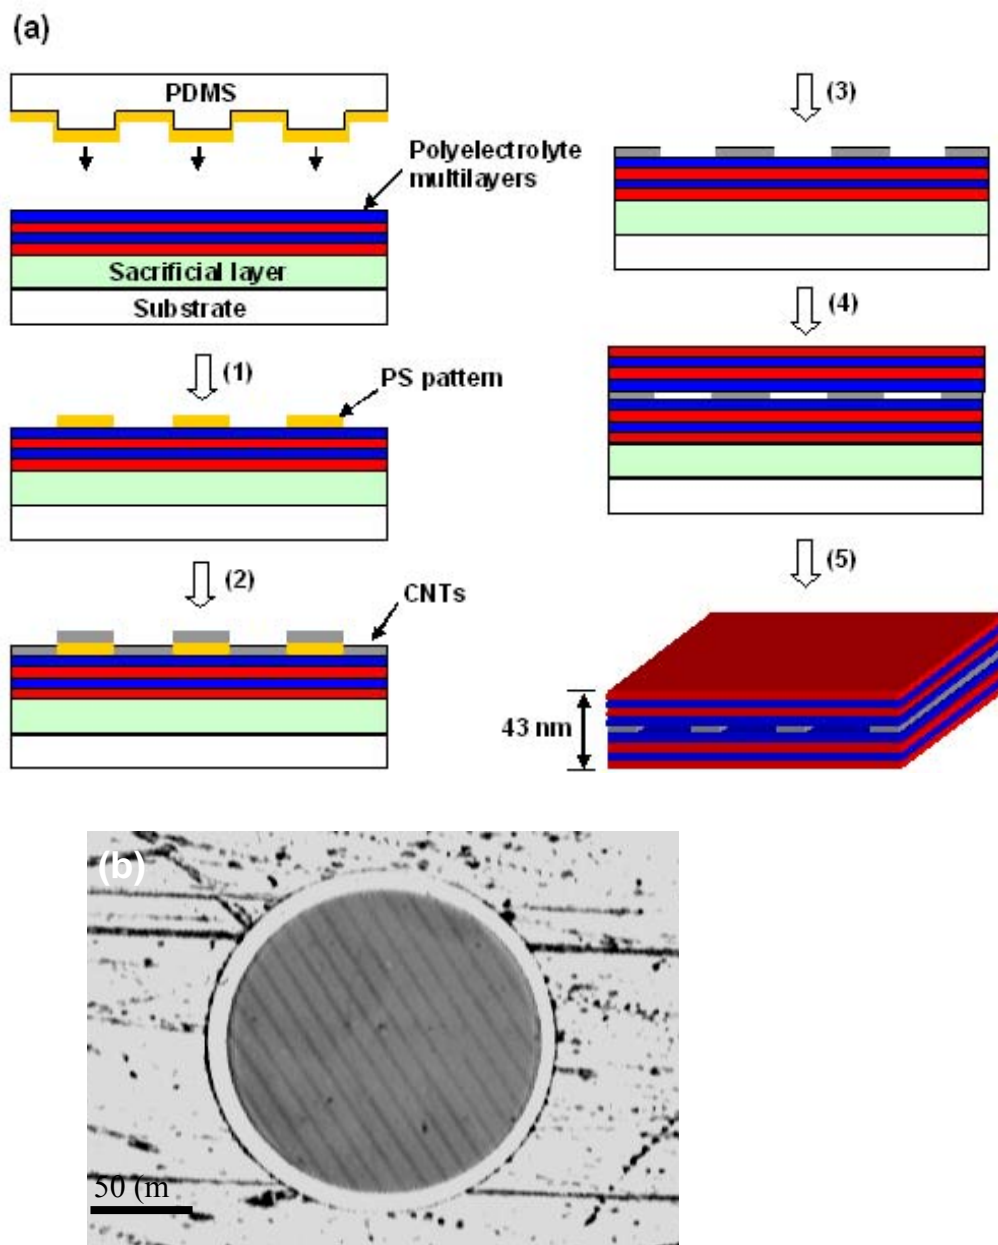 (a)
PDMS
Polyelectrolyte
multilayers
Sacrificial layer
Substrate
(1)
PS pattern
(2)
CNTs
(3)
(4)
(5)
43 nm
(b)
50 (m